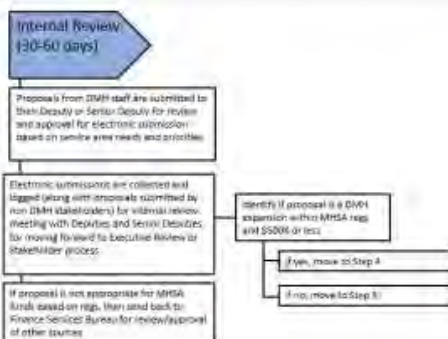 Internal Review
(30-60 days)
Proposals from DMH staff are submitted to
their Deputy or Senior Deputy for review
and approval for electronic submission
based on service area needs and priorities
Electronic submissions are collected and
logged (along with proposals submitted by
non DMH stakeholders) for internal review
meeting with Deputies and Senior Deputies
for moving forward to Executive Review or
Stakeholder process
If proposal is not appropriate for MHSA
funds based on regs, then send back to
Finance Services Bureau for review/approval
of other sources
Identify if proposal is a DMH
expansion within MHSA regs
and $500K or less
If yes, move to Step 4
If no, move to Step 3